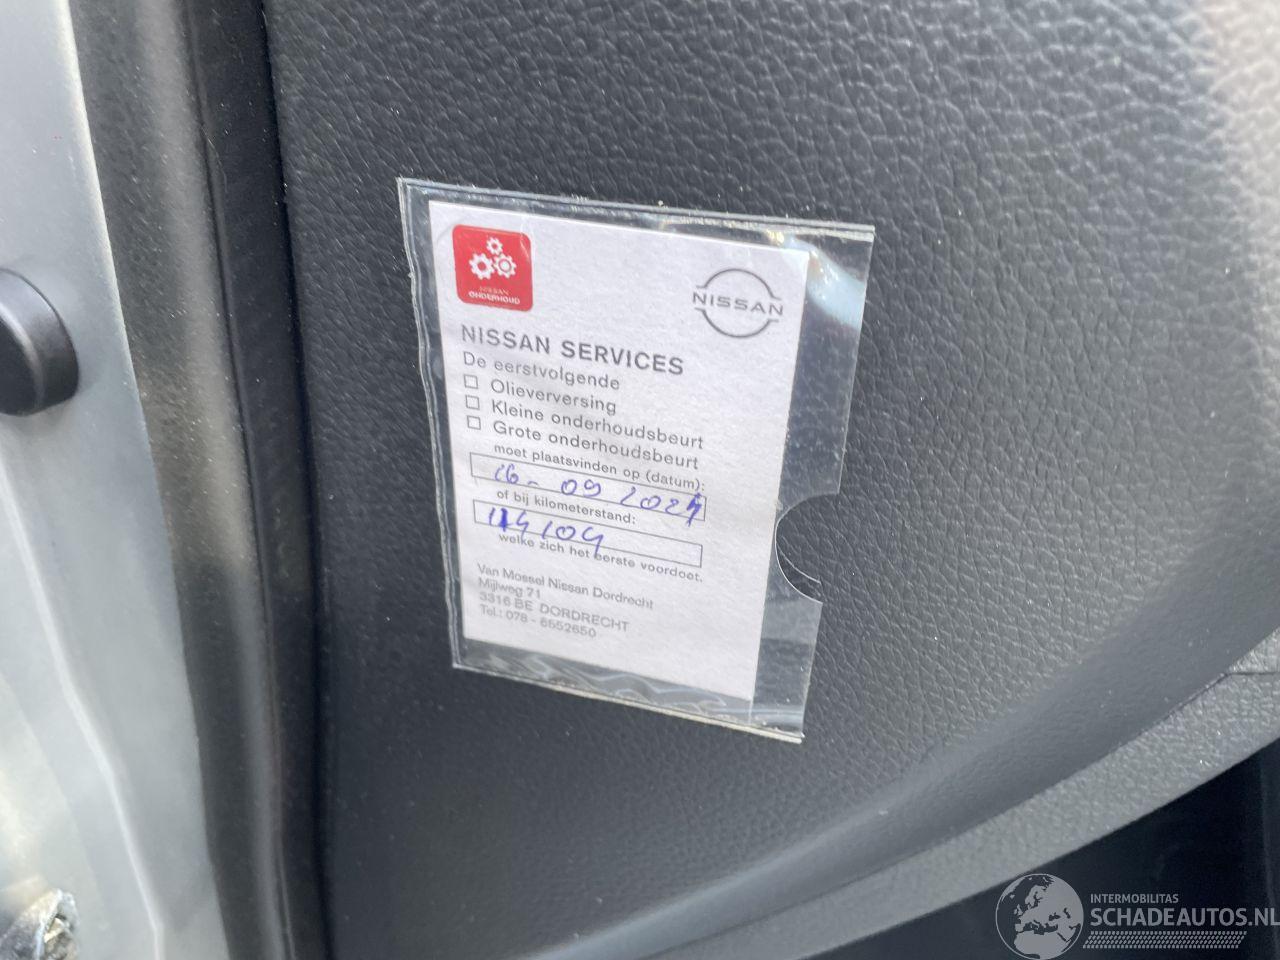 NISSAN
ONDERHOUD
NISSAN
NISSAN SERVICES
De eerstvolgende
☐ Olieverversing
☐ Kleine onderhoudsbeurt
☐ Grote onderhoudsbeurt
moet plaatsvinden op (datum):
16-09 2024
of bij kilometerstand:
114104
welke zich het eerste voordoet.
Van Mossel Nissan Dordrecht
Mijlweg 71
3316 BE DORDRECHT
Tel.: 078 - 6552650
INTERMOBILITAS
SCHADEAUTOS.NL